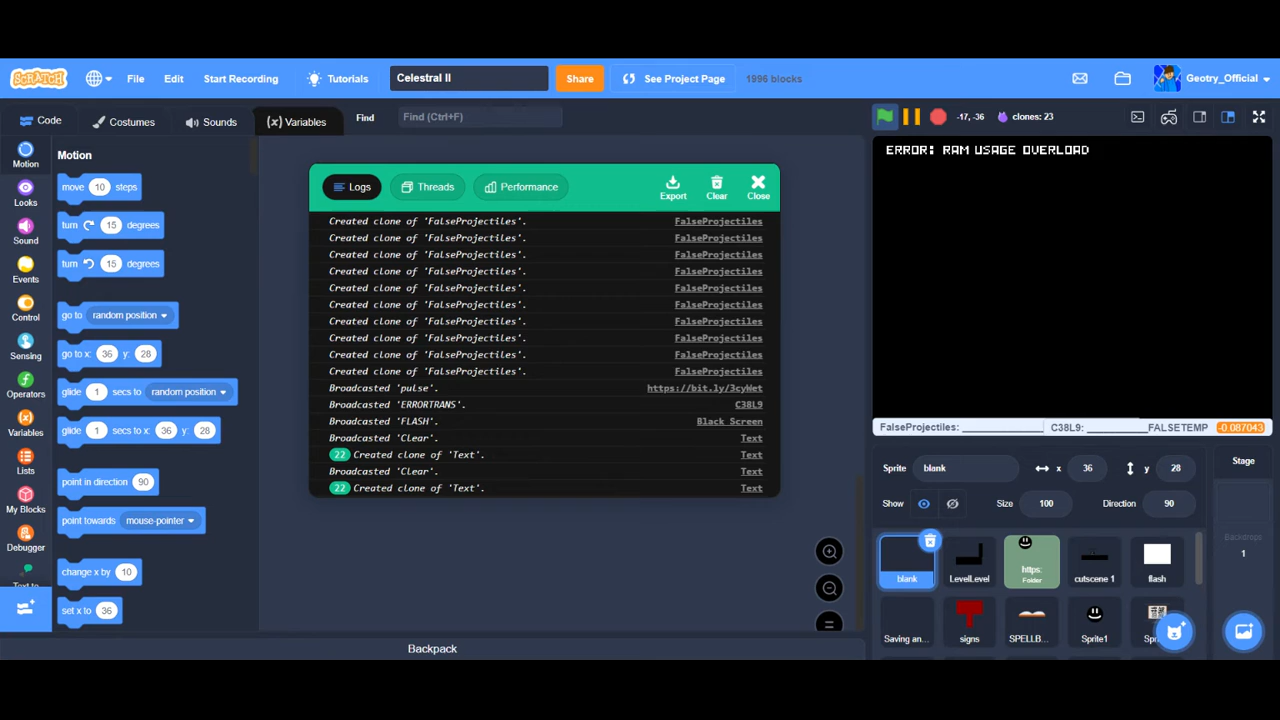 SCRATCH
File
Edit
Start Recording
Tutorials
Celestral II
Share
See Project Page
1996 blocks
Geotry_Official
Code
Costumes
Sounds
(x) Variables
Find
Find (Ctrl+F)
-17, -36
clones: 23
Motion
Looks
Sound
Events
Control
Sensing
Operators
Variables
Lists
My Blocks
Debugger
Text to
Motion
move 10 steps
turn 15 degrees
turn 15 degrees
go to random position
go to x: 36 y: 28
glide 1 secs to random position
glide 1 secs to x: 36 y: 28
point in direction 90
point towards mouse-pointer
change x by 10
set x to 36
Logs
Threads
Performance
Export
Clear
Close
Created clone of 'FalseProjectiles'. FalseProjectiles
Created clone of 'FalseProjectiles'. FalseProjectiles
Created clone of 'FalseProjectiles'. FalseProjectiles
Created clone of 'FalseProjectiles'. FalseProjectiles
Created clone of 'FalseProjectiles'. FalseProjectiles
Created clone of 'FalseProjectiles'. FalseProjectiles
Created clone of 'FalseProjectiles'. FalseProjectiles
Created clone of 'FalseProjectiles'. FalseProjectiles
Created clone of 'FalseProjectiles'. FalseProjectiles
Created clone of 'FalseProjectiles'. FalseProjectiles
Broadcasted 'pulse'. https://bit.ly/3cyWet
Broadcasted 'ERRORTRANS'. C38L9
Broadcasted 'FLASH'. Black Screen
Broadcasted 'Clear'. Text
22 Created clone of 'Text'. Text
Broadcasted 'Clear'. Text
22 Created clone of 'Text'. Text
Backpack
ERROR: RAM USAGE OVERLOAD
FalseProjectiles: ____________ C38L9: ____________FALSETEMP -0.087043
Sprite blank x 36 y 28
Show Size 100 Direction 90
Stage
Backdrops
1
blank
LevelLevel
https:
Folder
cutscene 1
flash
Saving an...
signs
SPELLB...
Sprite1